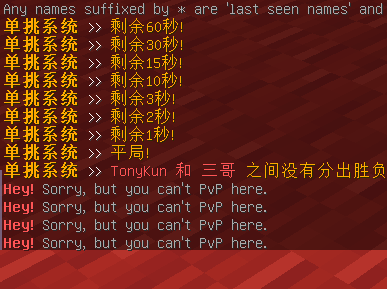 Any names suffixed by * are 'last seen names' and
单挑系统 >> 剩余60秒!
单挑系统 >> 剩余30秒!
单挑系统 >> 剩余15秒!
单挑系统 >> 剩余10秒!
单挑系统 >> 剩余3秒!
单挑系统 >> 剩余2秒!
单挑系统 >> 剩余1秒!
单挑系统 >> 平局!
单挑系统 >> TonyKun 和 三哥 之间没有分出胜负
Hey! Sorry, but you can't PvP here.
Hey! Sorry, but you can't PvP here.
Hey! Sorry, but you can't PvP here.
Hey! Sorry, but you can't PvP here.